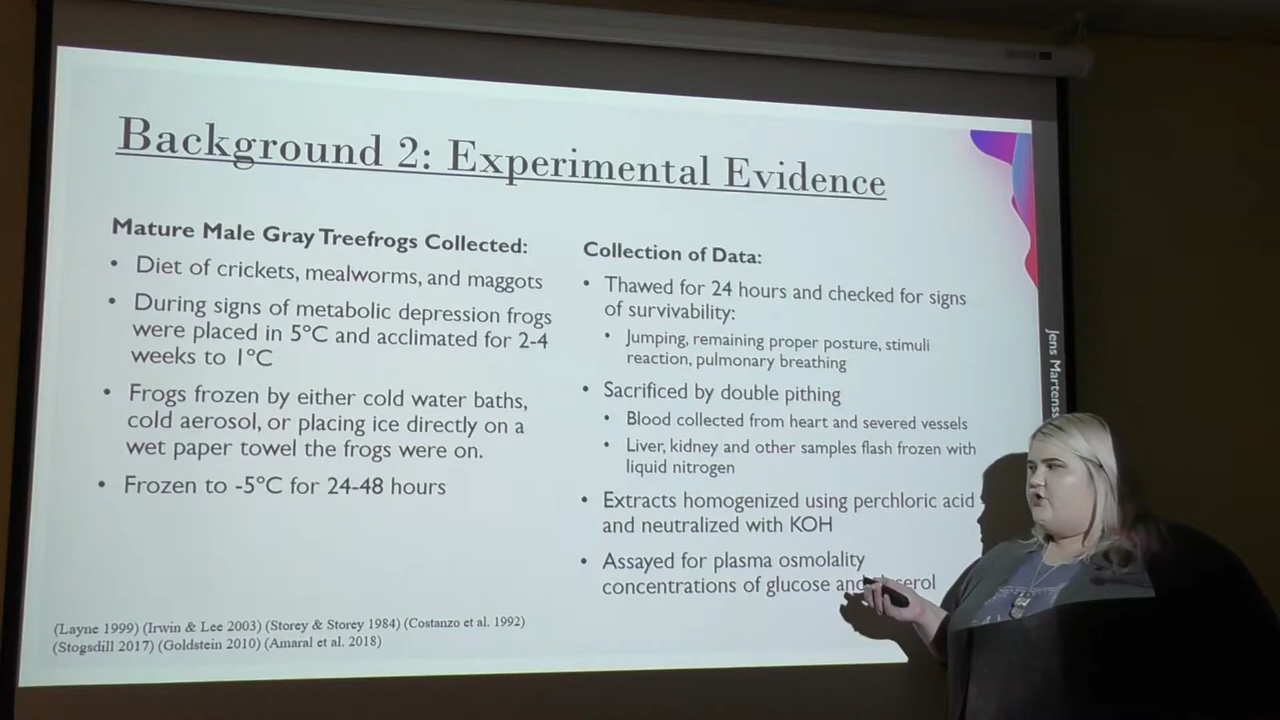 Background 2: Experimental Evidence
Mature Male Gray Treefrogs Collected:
• Diet of crickets, mealworms, and maggots
• During signs of metabolic depression frogs
were placed in 5°C and acclimated for 2-4
weeks to 1°C
• Frogs frozen by either cold water baths,
cold aerosol, or placing ice directly on a
wet paper towel the frogs were on.
• Frozen to -5°C for 24-48 hours
Collection of Data:
• Thawed for 24 hours and checked for signs
of survivability:
• Jumping, remaining proper posture, stimuli
reaction, pulmonary breathing
• Sacrificed by double pithing
• Blood collected from heart and severed vessels
• Liver, kidney and other samples flash frozen with
liquid nitrogen
• Extracts homogenized using perchloric acid
and neutralized with KOH
• Assayed for plasma osmolality
concentrations of glucose and
(Layne 1999) (Irwin & Lee 2003) (Storey & Storey 1984) (Costanzo et al. 1992)
(Stogsdill 2017) (Goldstein 2010) (Amaral et al. 2018)
Jens